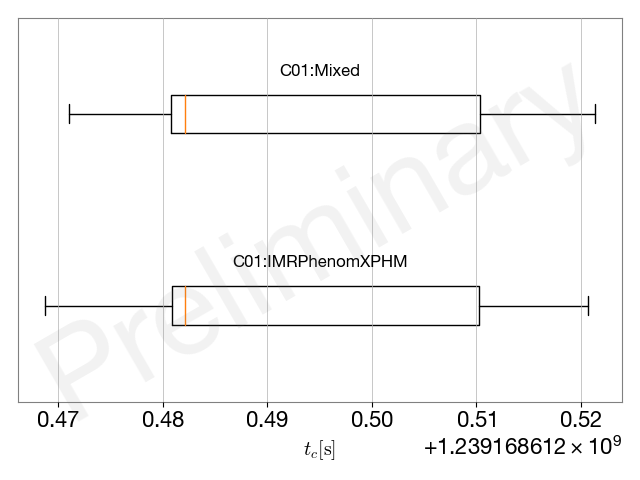 C01:Mixed
Preliminary
C01:IMRPhenomXPHM
0.47 0.48 0.49 0.50 0.51 0.52
t_c[s]
+1.239168612 × 10⁹